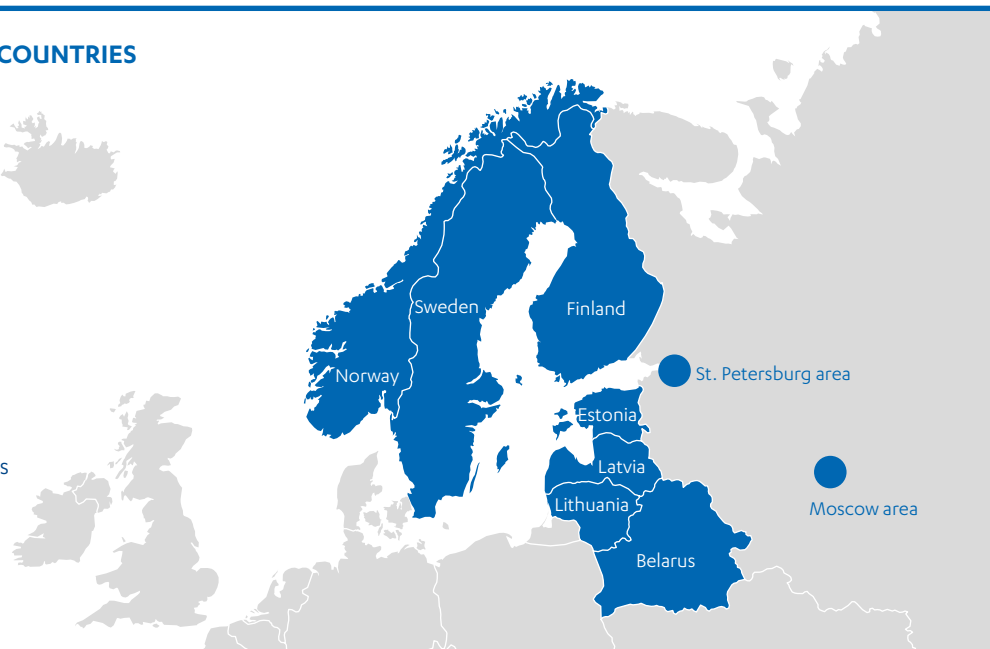 COUNTRIES
Sweden
Finland
Norway
St. Petersburg area
Estonia
Latvia
s
Lithuania
Moscow area
Belarus